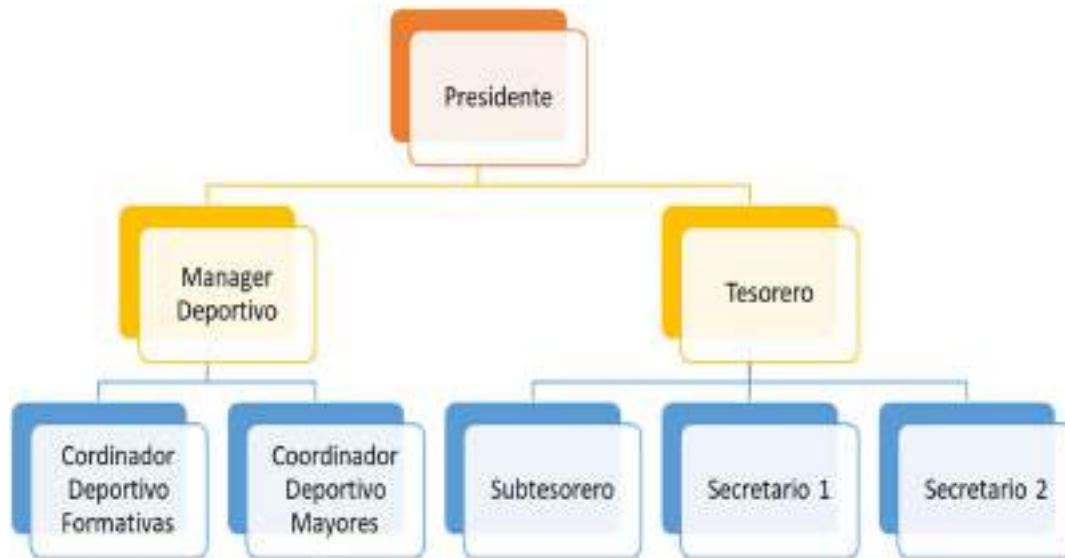 Presidente
Manager
Deportivo
Tesorero
Cordinador
Deportivo
Formativas
Coordinador
Deportivo
Mayores
Subtesorero
Secretario 1
Secretario 2